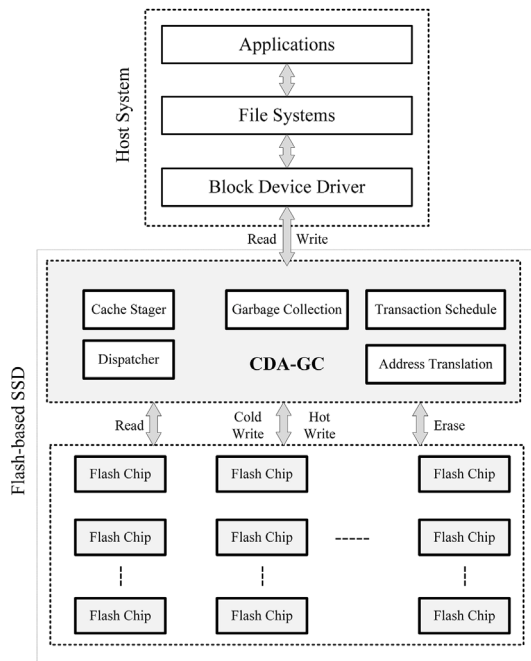 Host System
Applications
File Systems
Block Device Driver
Read Write
Flash-based SSD
Cache Stager Garbage Collection Transaction Schedule
Dispatcher CDA-GC Address Translation
Read Cold Write Hot Write Erase
Flash Chip Flash Chip Flash Chip
Flash Chip Flash Chip Flash Chip
Flash Chip Flash Chip Flash Chip